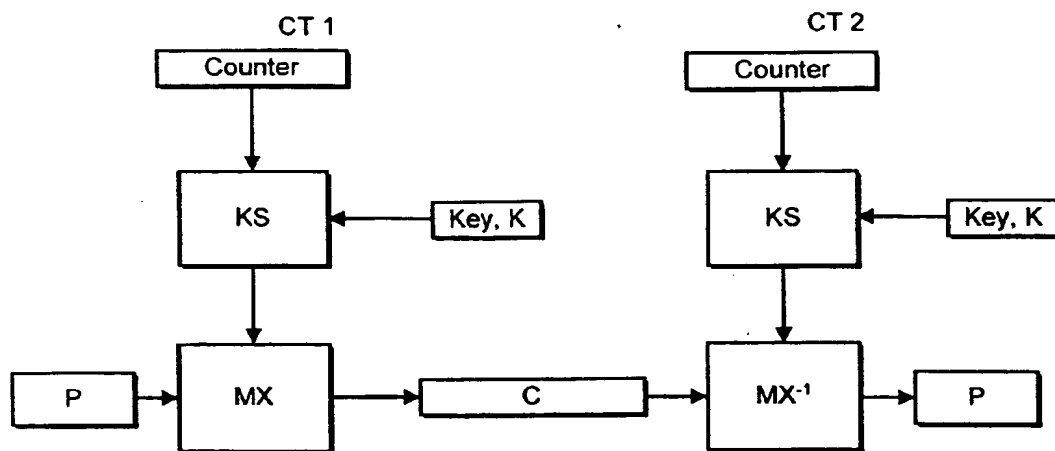 CT 1
CT 2
Counter
Counter
KS
Key, K
KS
Key, K
P
MX
C
MX⁻¹
P